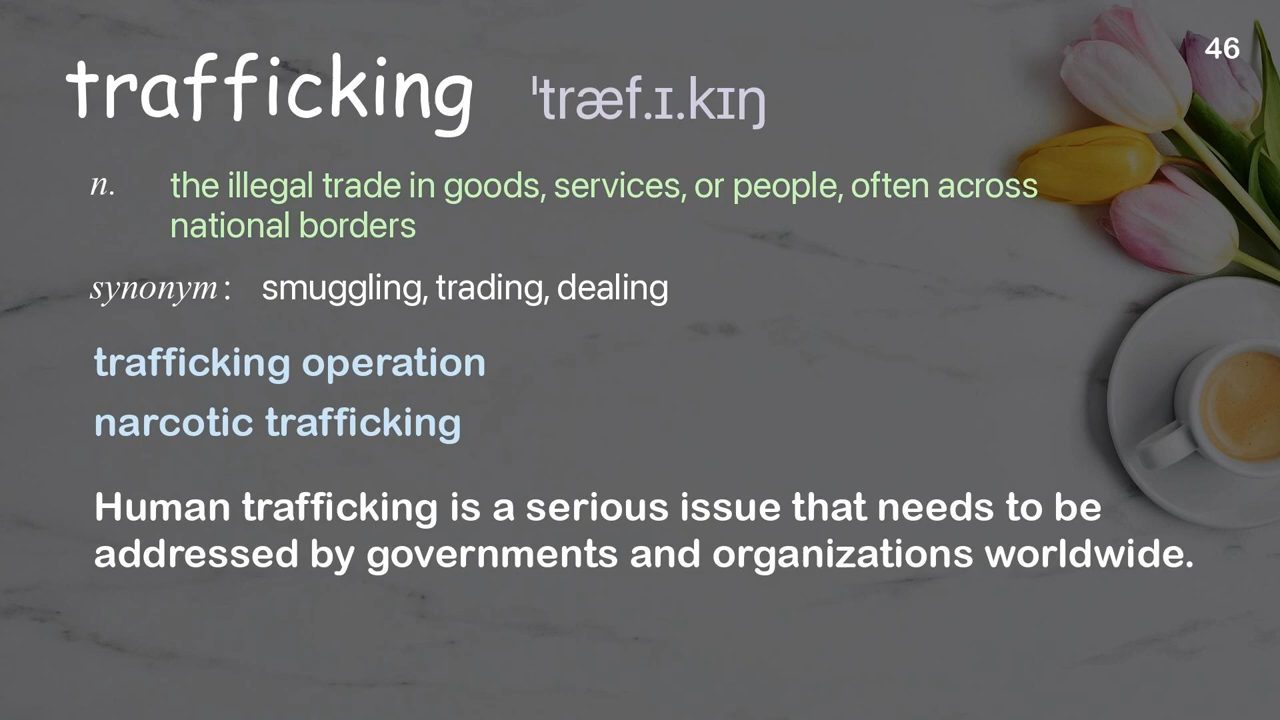 46
trafficking ˈtræf.ɪ.kɪŋ
n. the illegal trade in goods, services, or people, often across
national borders
synonym: smuggling, trading, dealing
trafficking operation
narcotic trafficking
Human trafficking is a serious issue that needs to be
addressed by governments and organizations worldwide.